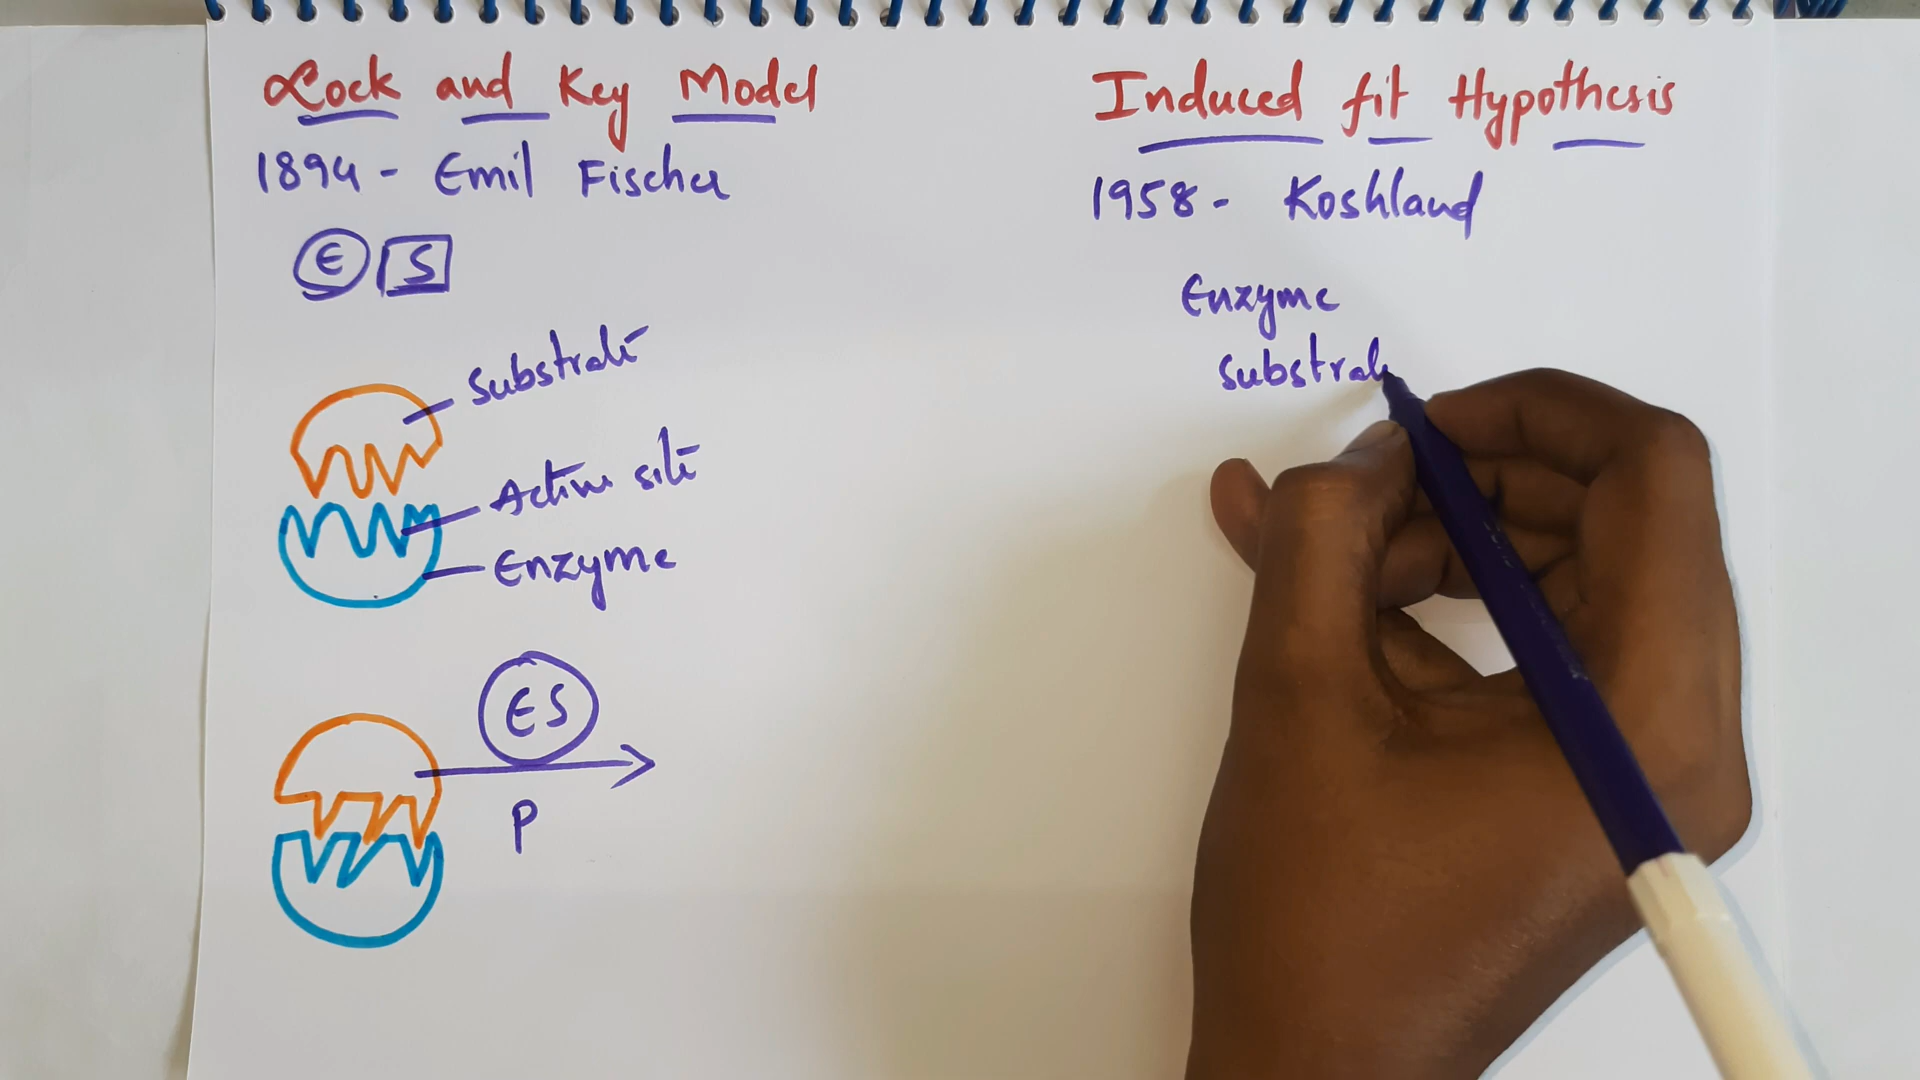 Lock and Key Model
1894 - Emil Fischer
E S
Substrate
Active site
Enzyme
ES
P
Induced fit Hypothesis
1958 - Koshland
Enzyme
Substrate